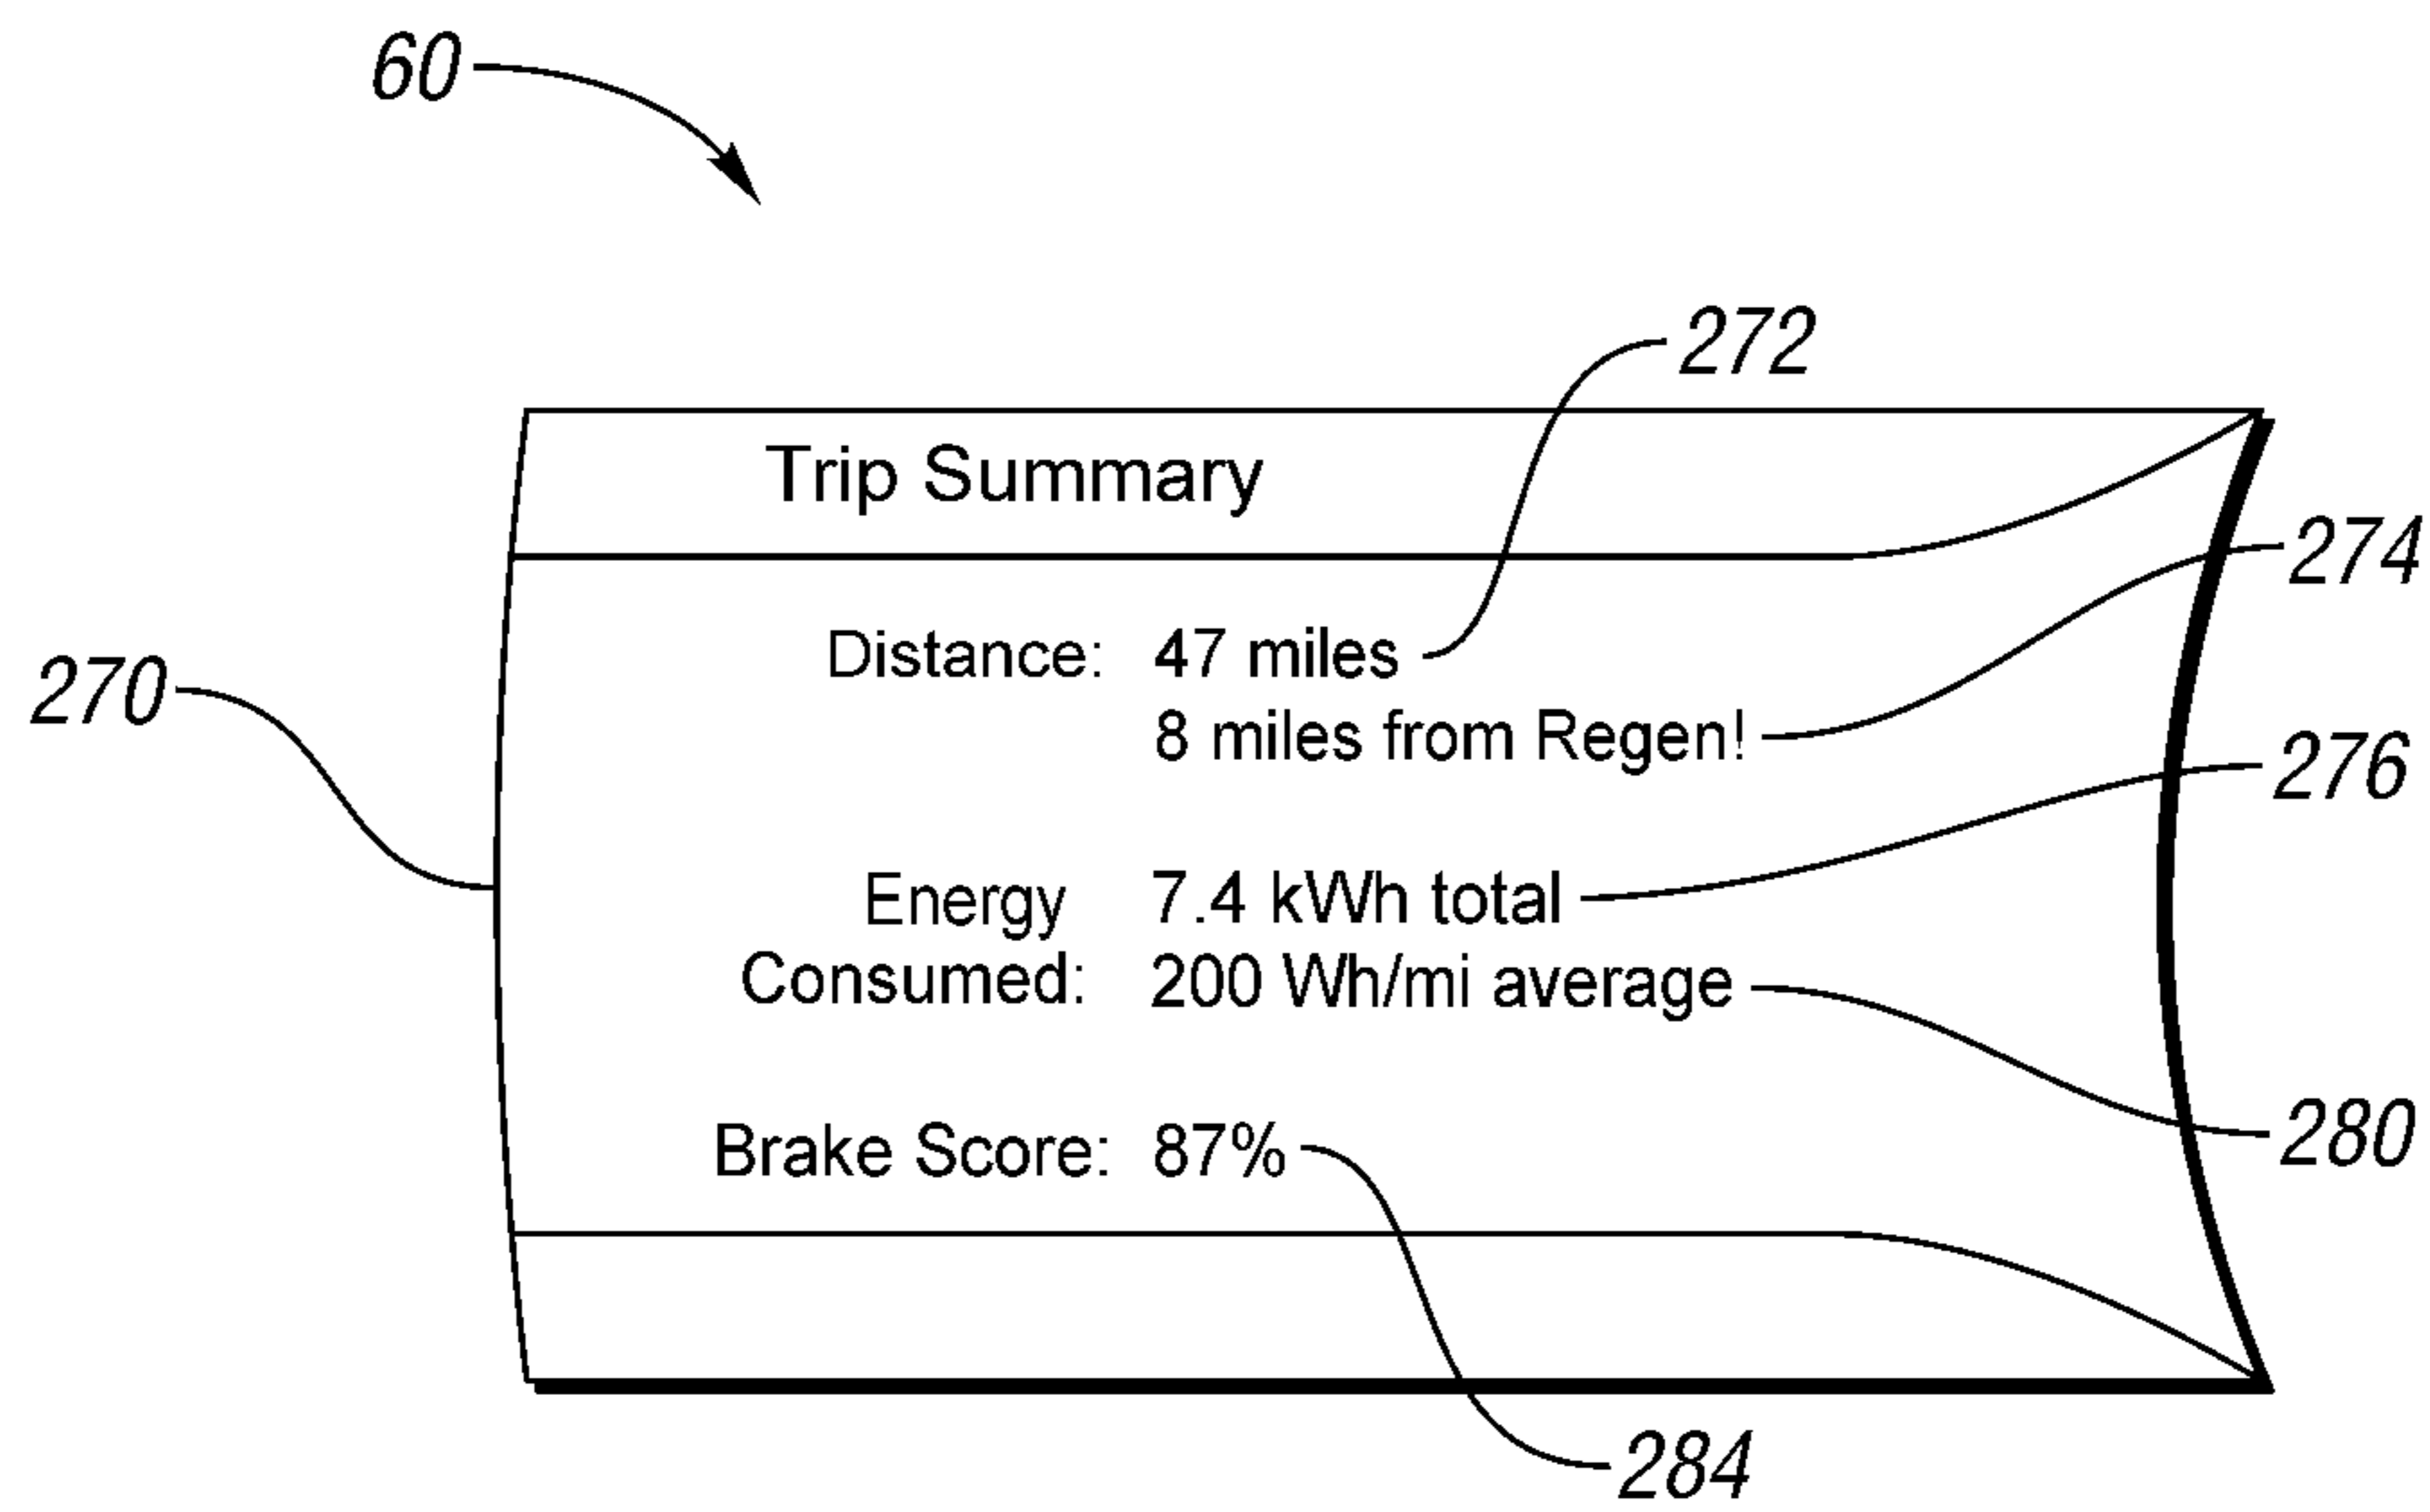 60
272
Trip Summary
274
Distance: 47 miles
270
8 miles from Regen!
276
Energy 7.4 kWh total
Consumed: 200 Wh/mi average
280
Brake Score: 87%
284